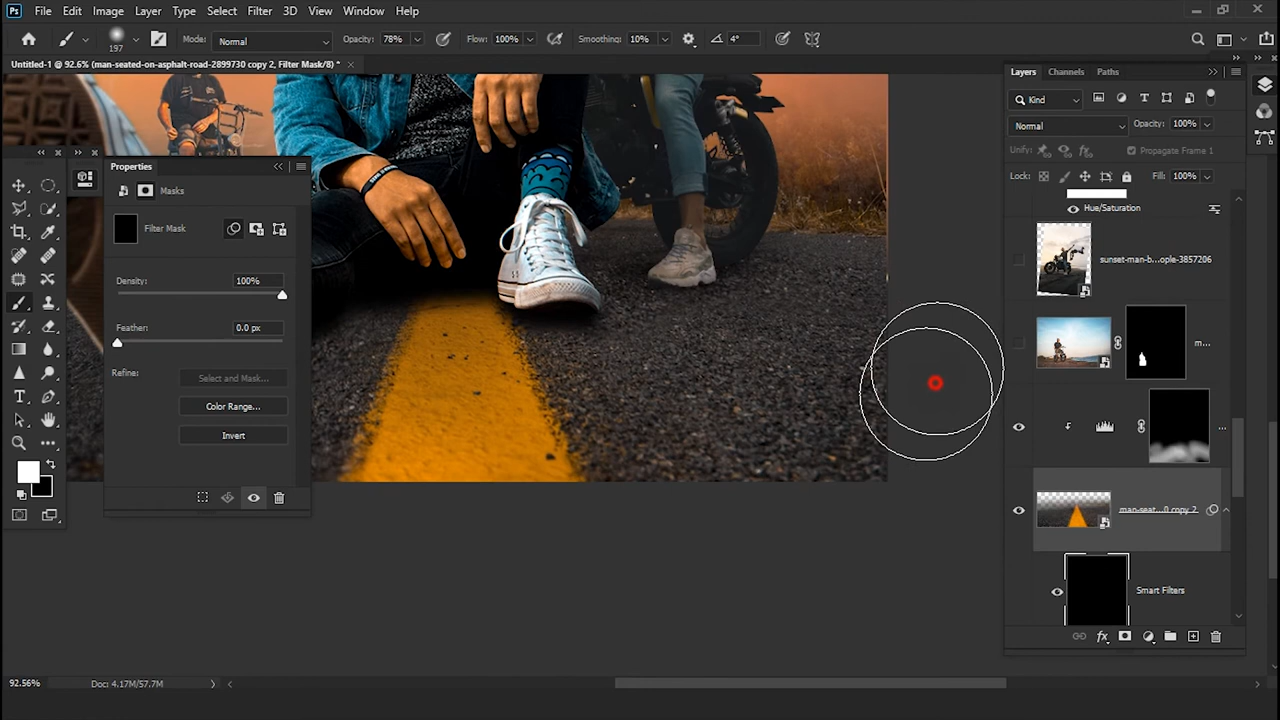 Ps File Edit Image Layer Type Select Filter 3D View Window Help
197 Mode: Normal Opacity: 78% Flow: 100% Smoothing: 10% 4°
Untitled-1 @ 92.6% (man-seated-on-asphalt-road-2899730 copy 2, Filter Mask/8) *
Layers Channels Paths
Kind
Normal Opacity: 100%
Unify: Propagate Frame 1
Lock: Fill: 100%
Hue/Saturation
sunset-man-b...orcycle-3857206
m...
...
man-seat...0 copy 2
Smart Filters
Properties
Masks
Filter Mask
Density: 100%
Feather: 0.0 px
Refine: Select and Mask...
Color Range...
Invert
fx
92.56% Doc: 4.17M/57.7M